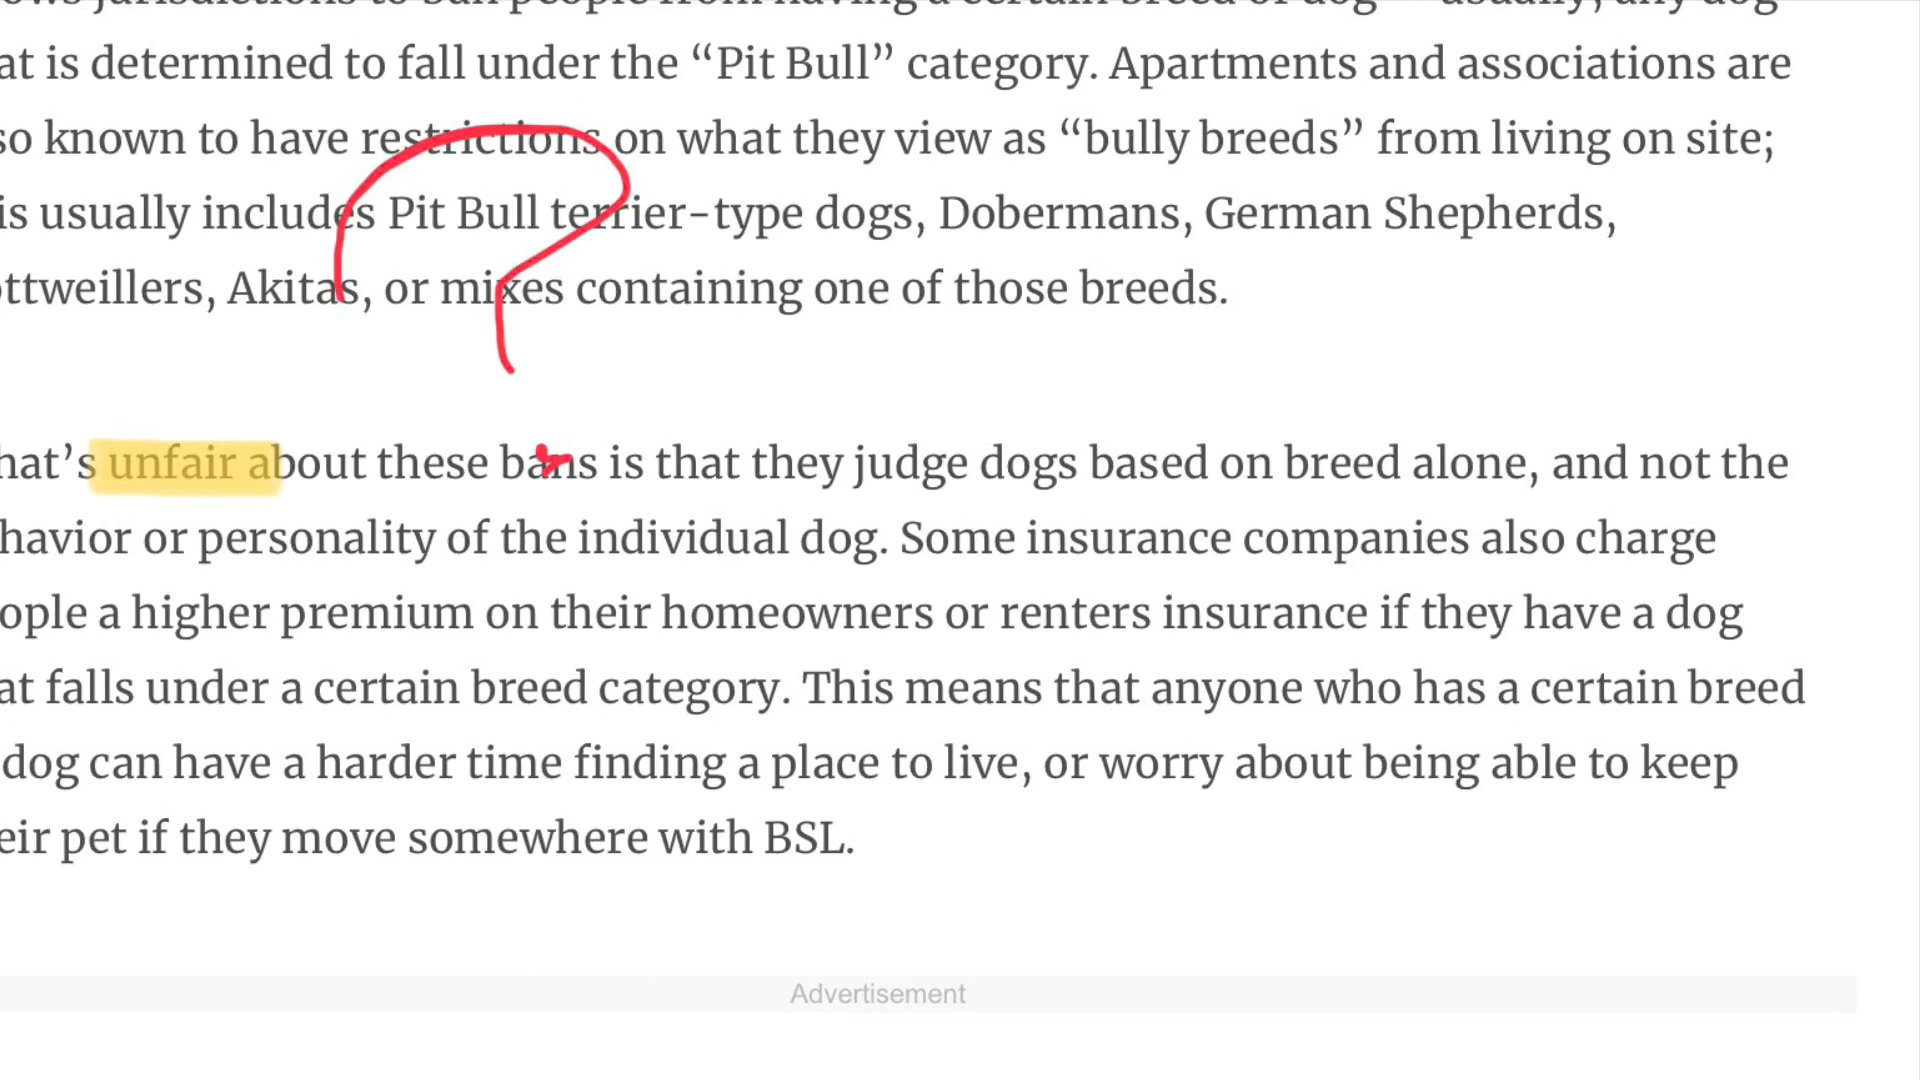 at is determined to fall under the “Pit Bull” category. Apartments and associations are
so known to have restrictions on what they view as “bully breeds” from living on site;
is usually includes Pit Bull terrier-type dogs, Dobermans, German Shepherds,
ttweillers, Akitas, or mixes containing one of those breeds.
hat’s unfair about these bans is that they judge dogs based on breed alone, and not the
havior or personality of the individual dog. Some insurance companies also charge
ople a higher premium on their homeowners or renters insurance if they have a dog
at falls under a certain breed category. This means that anyone who has a certain breed
dog can have a harder time finding a place to live, or worry about being able to keep
eir pet if they move somewhere with BSL.
Advertisement
?